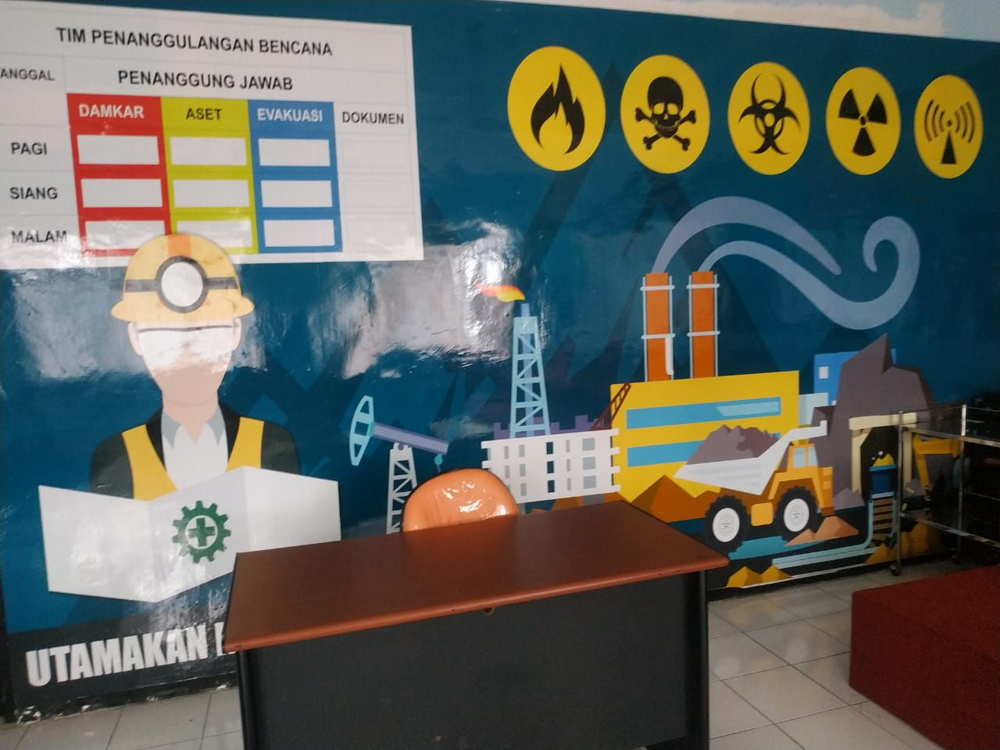 TIM PENANGGULANGAN BENCANA
ANGGAL PENANGGUNG JAWAB
DAMKAR ASET EVAKUASI DOKUMEN
PAGI
SIANG
MALAM
UTAMAKAN